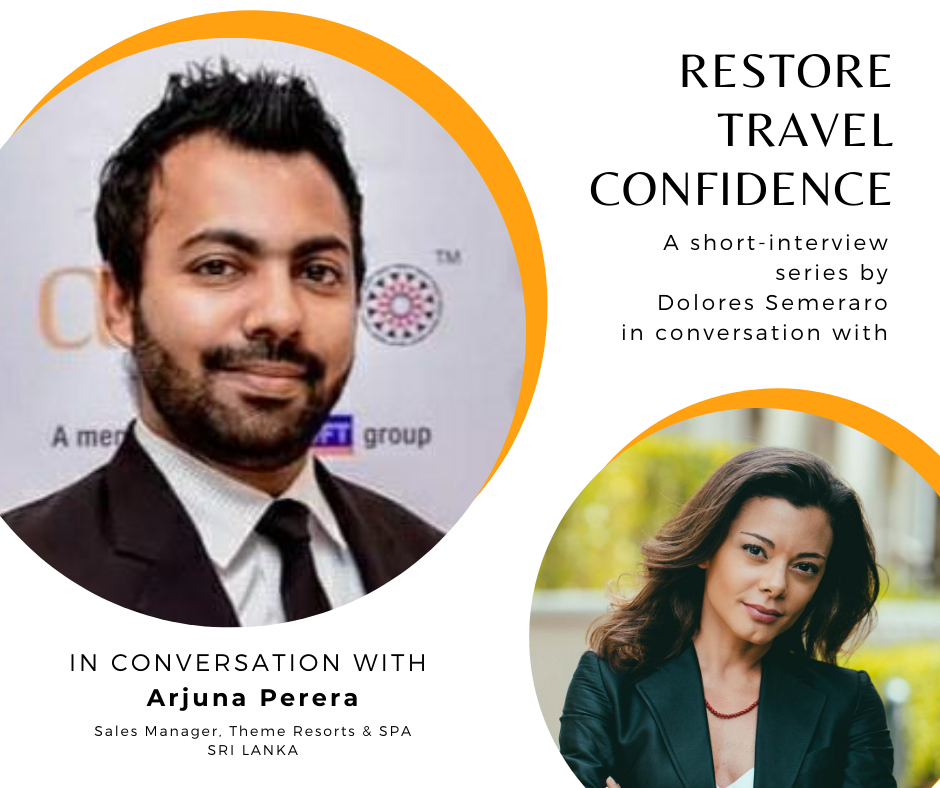 RESTORE
TRAVEL
CONFIDENCE
A short-interview
series by
Dolores Semeraro
in conversation with
TM
group
IN CONVERSATION WITH
Arjuna Perera
Sales Manager, Theme Resorts & SPA
SRI LANKA